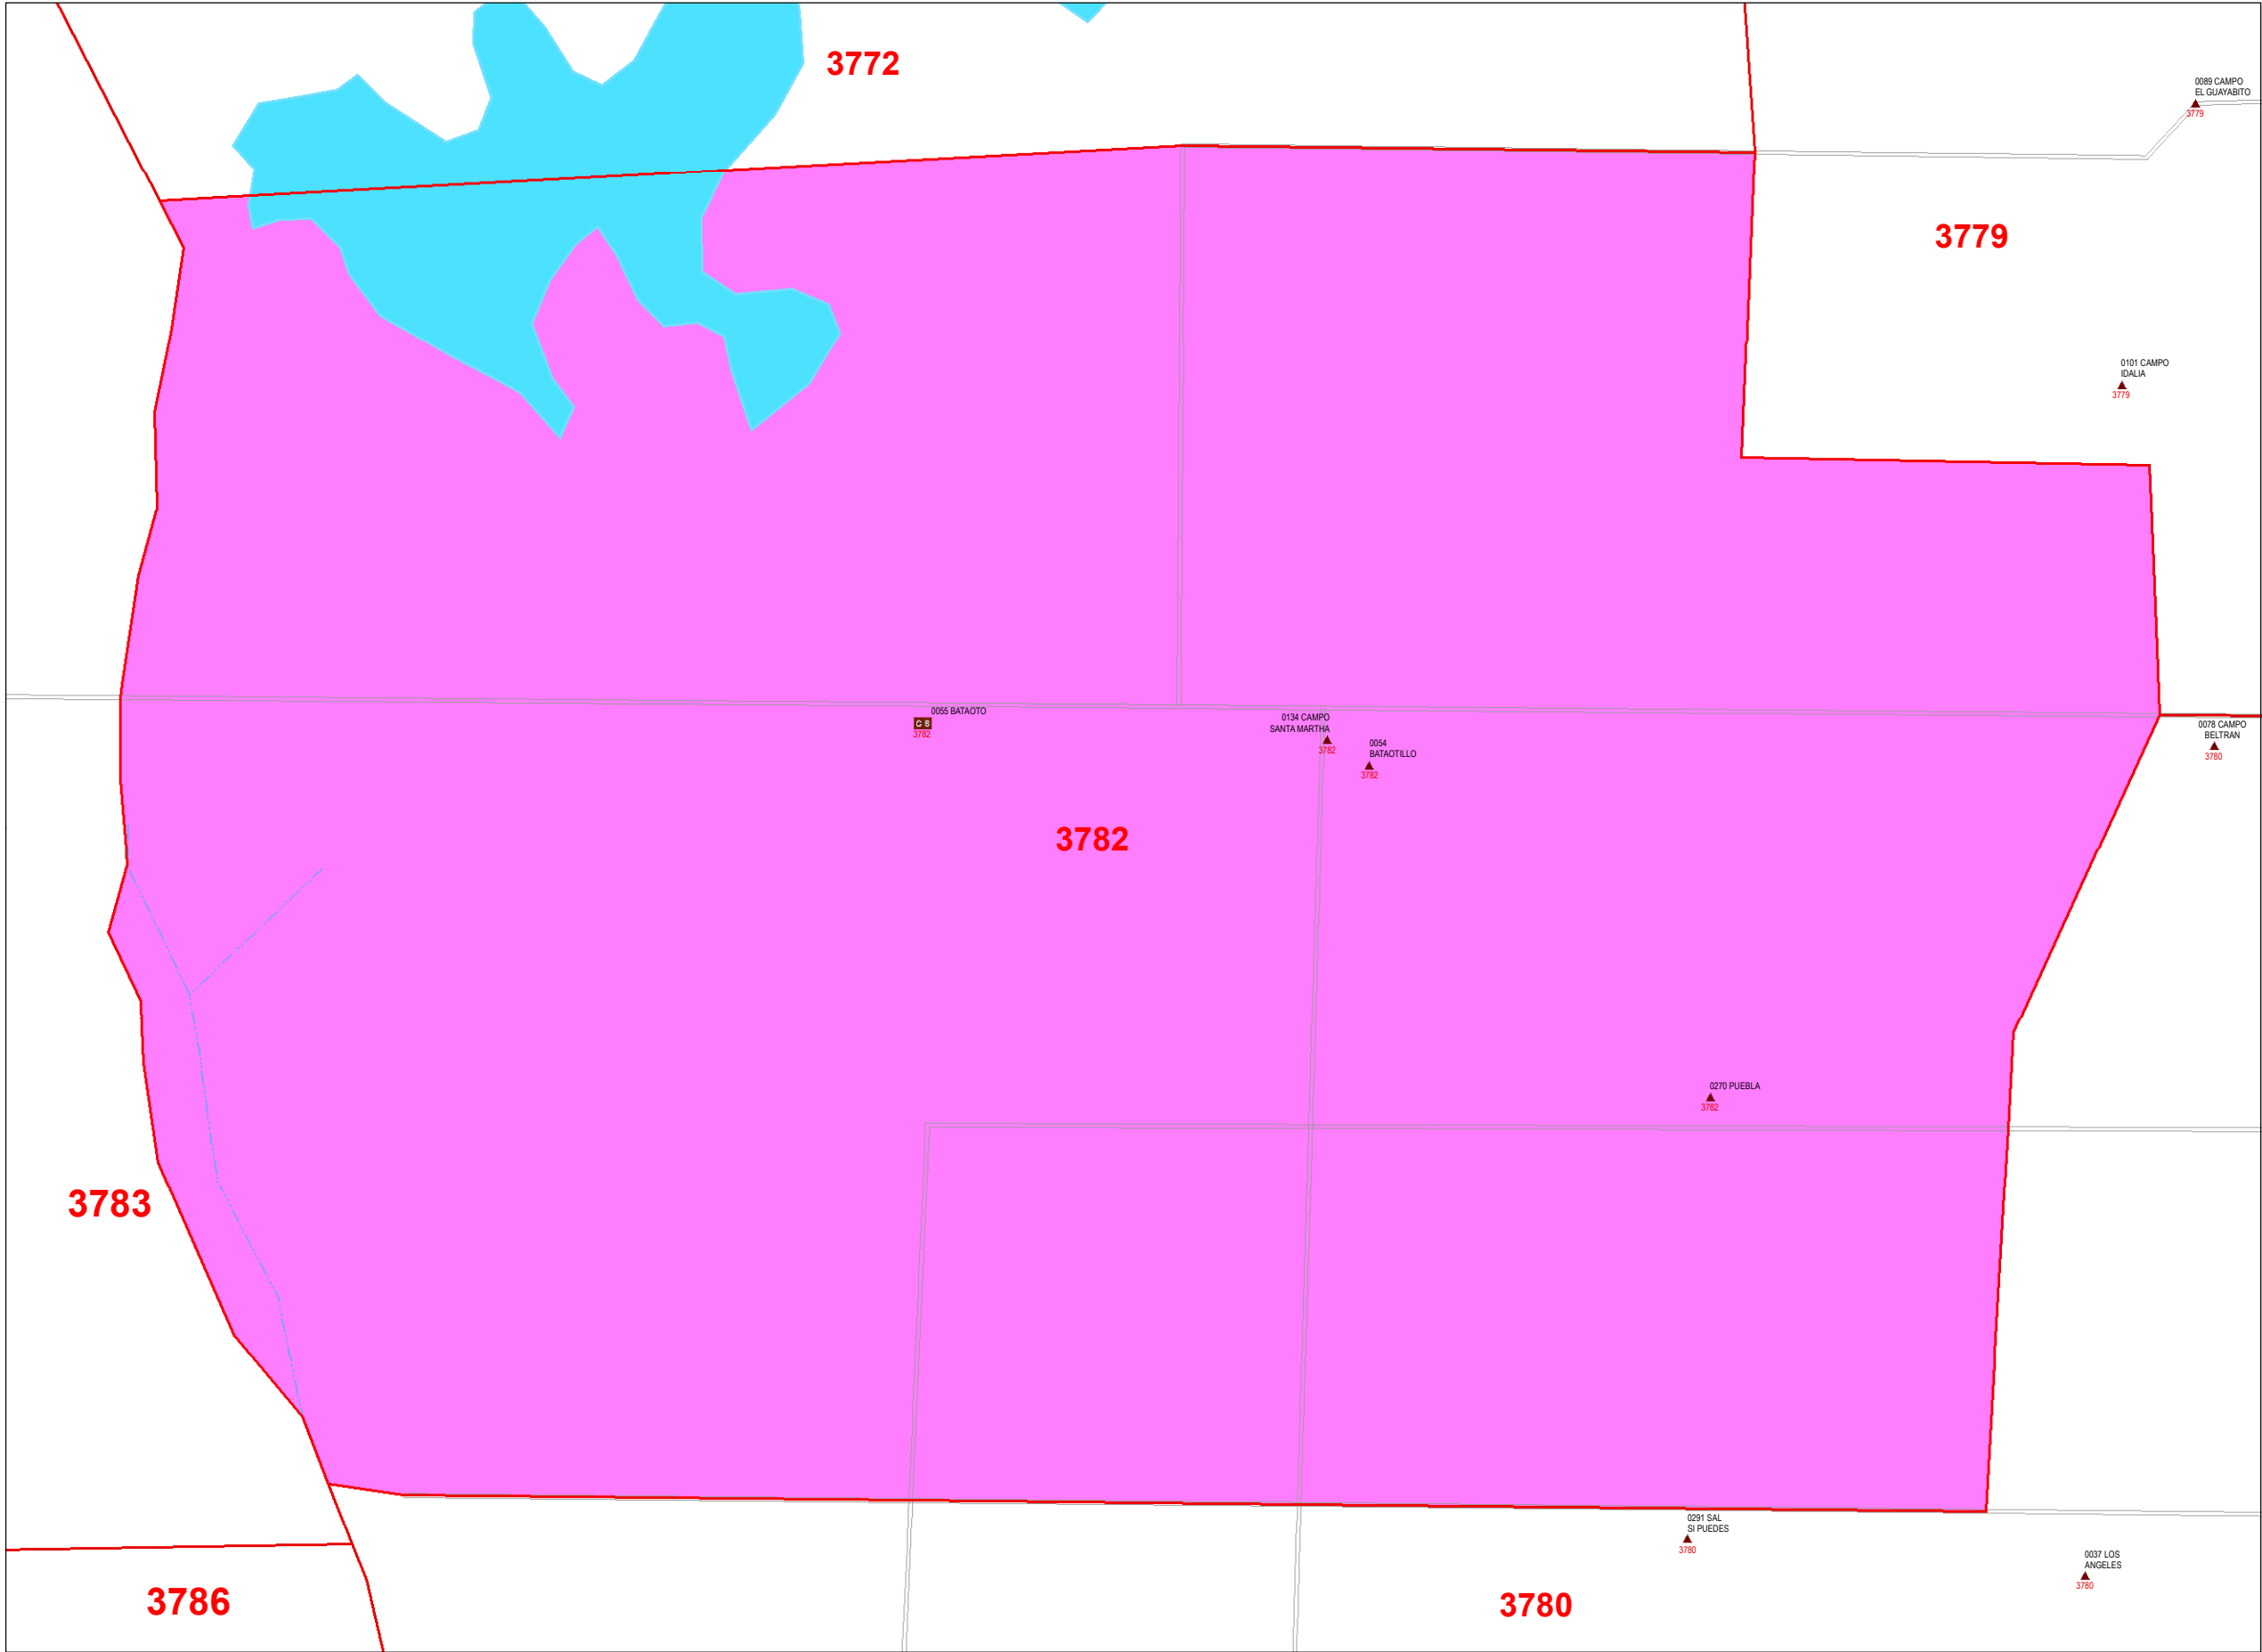 3772
0089 CAMPO
EL GUAYABITO
3779
3779
0101 CAMPO
IDALIA
3779
0055 BATAOTO
C S
3782
0134 CAMPO
SANTA MARTHA
3782
0054
BATAOTILLO
3782
0078 CAMPO
BELTRAN
3780
3782
0270 PUEBLA
3782
3783
0291 SAL
SI PUEDES
3780
0037 LOS
ANGELES
3780
3786
3780